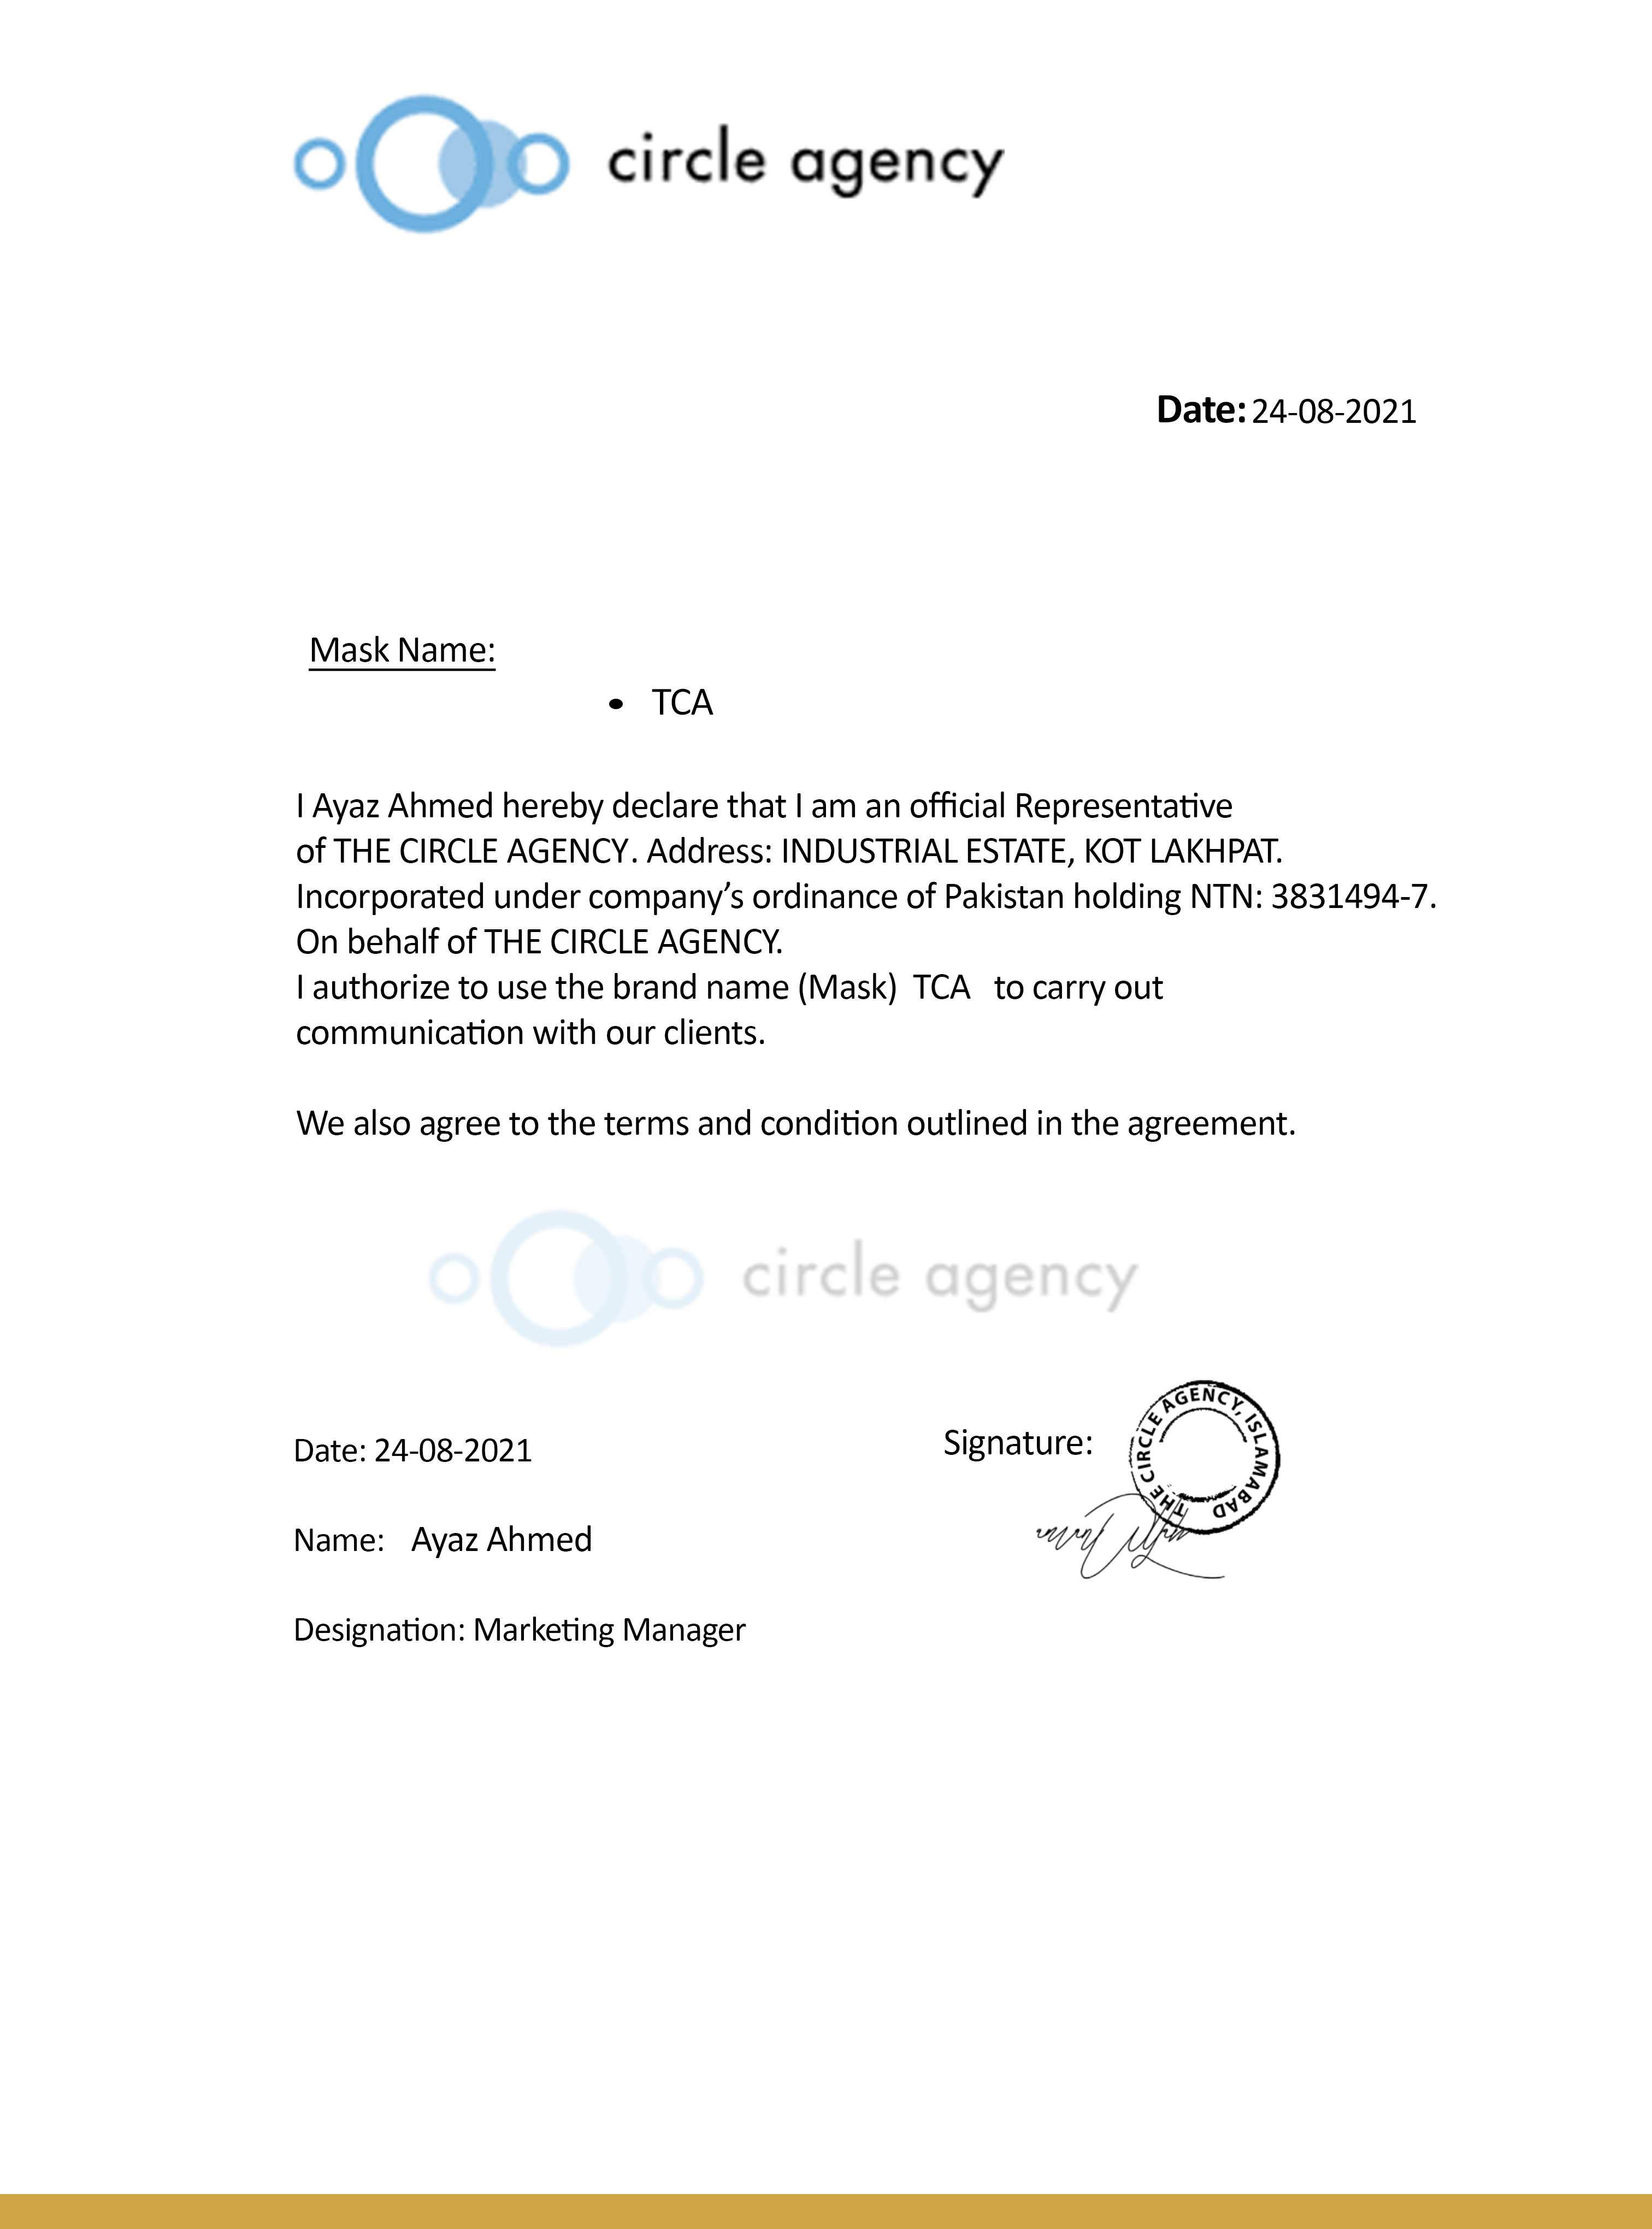 circle agency
Date: 24-08-2021
Mask Name:
• TCA
I Ayaz Ahmed hereby declare that I am an official Representative
of THE CIRCLE AGENCY. Address: INDUSTRIAL ESTATE, KOT LAKHPAT.
Incorporated under company’s ordinance of Pakistan holding NTN: 3831494-7.
On behalf of THE CIRCLE AGENCY.
I authorize to use the brand name (Mask) TCA to carry out
communication with our clients.
We also agree to the terms and condition outlined in the agreement.
circle agency
Date: 24-08-2021
Signature:
THE CIRCLE AGENCY, ISLAMABAD
Name: Ayaz Ahmed
Designation: Marketing Manager